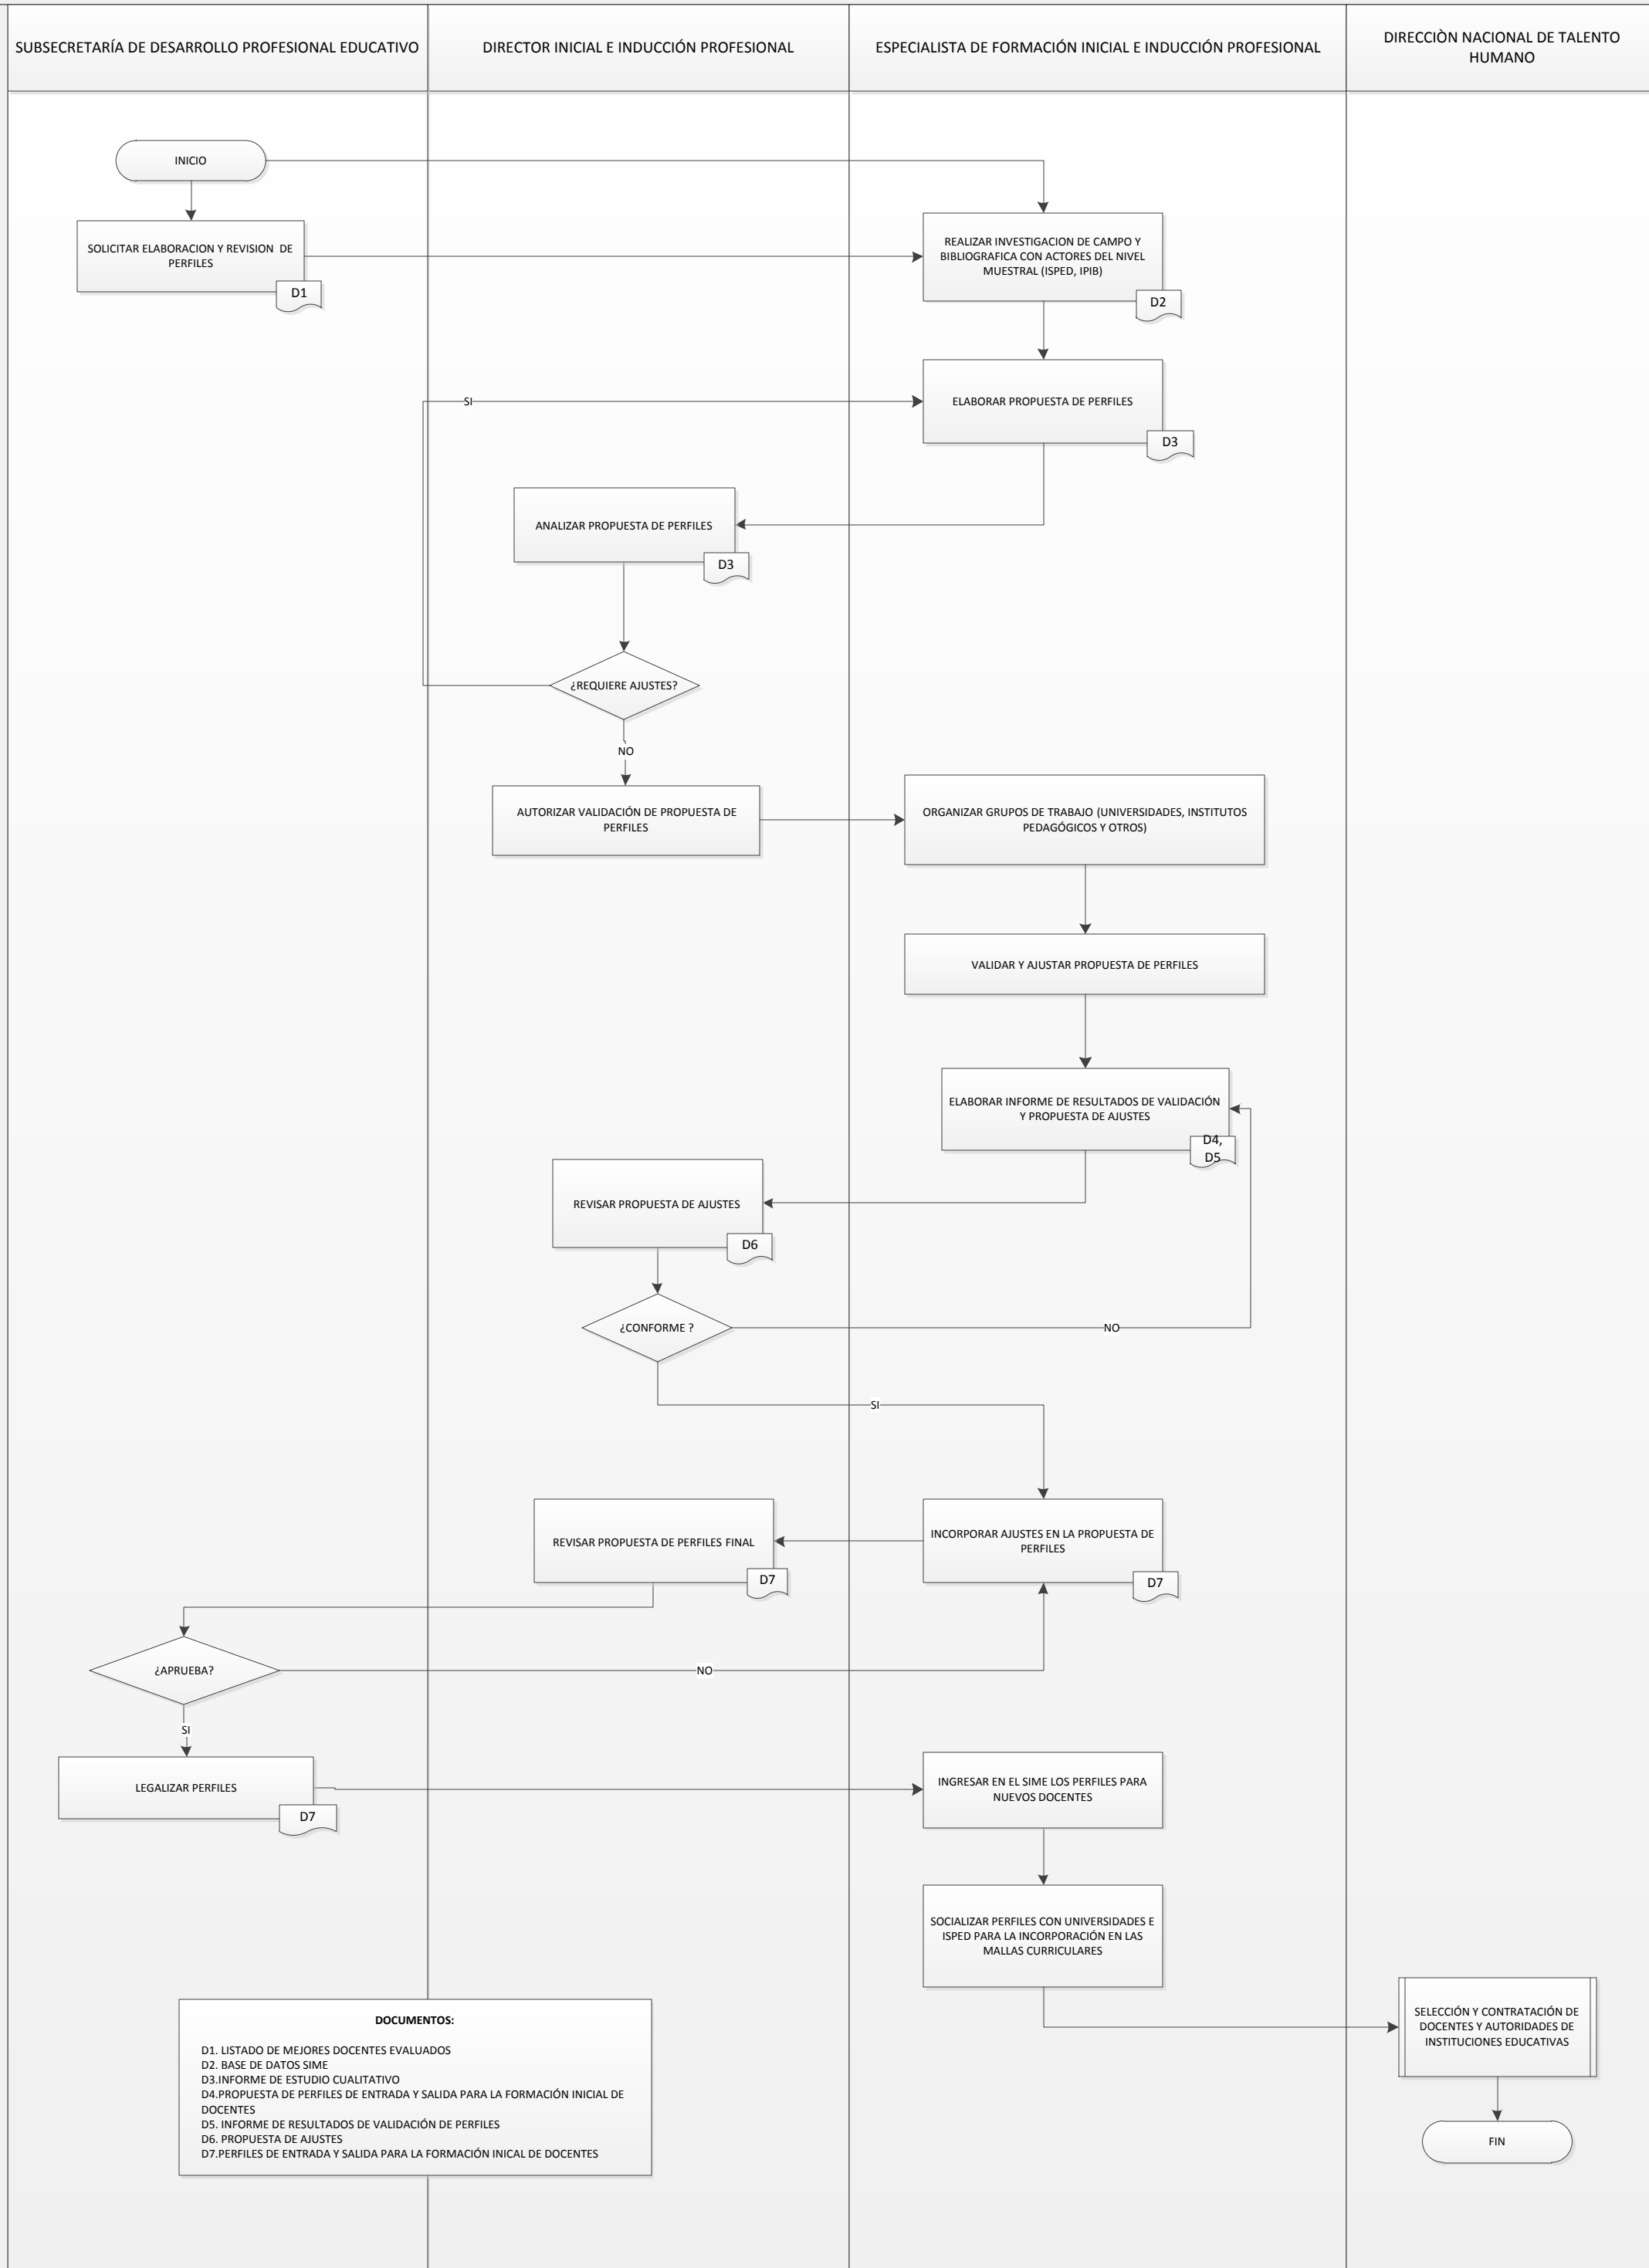 SUBSECRETARÍA DE DESARROLLO PROFESIONAL EDUCATIVO
DIRECTOR INICIAL E INDUCCIÓN PROFESIONAL
ESPECIALISTA DE FORMACIÓN INICIAL E INDUCCIÓN PROFESIONAL
DIRECCIÒN NACIONAL DE TALENTO
HUMANO
INICIO
SOLICITAR ELABORACION Y REVISION DE
PERFILES
D1
REALIZAR INVESTIGACION DE CAMPO Y
BIBLIOGRAFICA CON ACTORES DEL NIVEL
MUESTRAL (ISPED, IPIB)
D2
SI
ELABORAR PROPUESTA DE PERFILES
D3
ANALIZAR PROPUESTA DE PERFILES
D3
¿REQUIERE AJUSTES?
NO
AUTORIZAR VALIDACIÓN DE PROPUESTA DE
PERFILES
ORGANIZAR GRUPOS DE TRABAJO (UNIVERSIDADES, INSTITUTOS
PEDAGÓGICOS Y OTROS)
VALIDAR Y AJUSTAR PROPUESTA DE PERFILES
ELABORAR INFORME DE RESULTADOS DE VALIDACIÓN
Y PROPUESTA DE AJUSTES
D4,
D5
REVISAR PROPUESTA DE AJUSTES
D6
¿CONFORME ?
NO
SI
REVISAR PROPUESTA DE PERFILES FINAL
D7
INCORPORAR AJUSTES EN LA PROPUESTA DE
PERFILES
D7
¿APRUEBA?
NO
SI
LEGALIZAR PERFILES
D7
INGRESAR EN EL SIME LOS PERFILES PARA
NUEVOS DOCENTES
SOCIALIZAR PERFILES CON UNIVERSIDADES E
ISPED PARA LA INCORPORACIÓN EN LAS
MALLAS CURRICULARES
SELECCIÓN Y CONTRATACIÓN DE
DOCENTES Y AUTORIDADES DE
INSTITUCIONES EDUCATIVAS
FIN
DOCUMENTOS:
D1. LISTADO DE MEJORES DOCENTES EVALUADOS
D2. BASE DE DATOS SIME
D3.INFORME DE ESTUDIO CUALITATIVO
D4.PROPUESTA DE PERFILES DE ENTRADA Y SALIDA PARA LA FORMACIÓN INICIAL DE
DOCENTES
D5. INFORME DE RESULTADOS DE VALIDACIÓN DE PERFILES
D6. PROPUESTA DE AJUSTES
D7.PERFILES DE ENTRADA Y SALIDA PARA LA FORMACIÓN INICAL DE DOCENTES